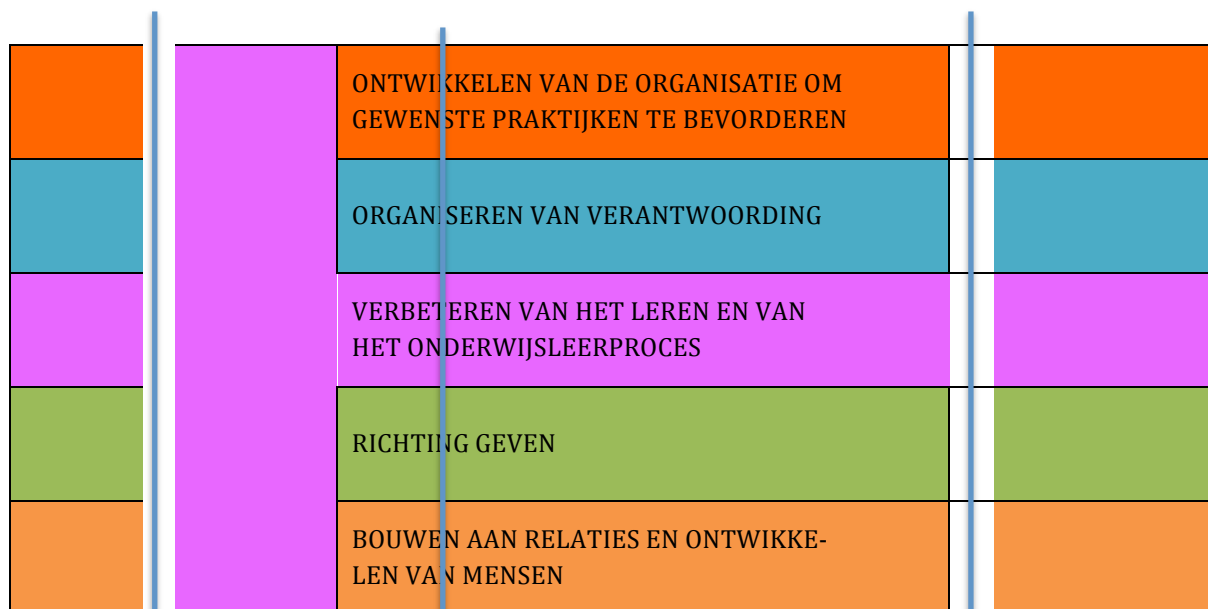 ONTWIKKELEN VAN DE ORGANISATIE OM
GEWENSTE PRAKTIJKEN TE BEVORDEREN
ORGANISEREN VAN VERANTWOORDING
VERBETEREN VAN HET LEREN EN VAN
HET ONDERWIJSLEERPROCES
RICHTING GEVEN
BOUWEN AAN RELATIES EN ONTWIKKE-
LEN VAN MENSEN